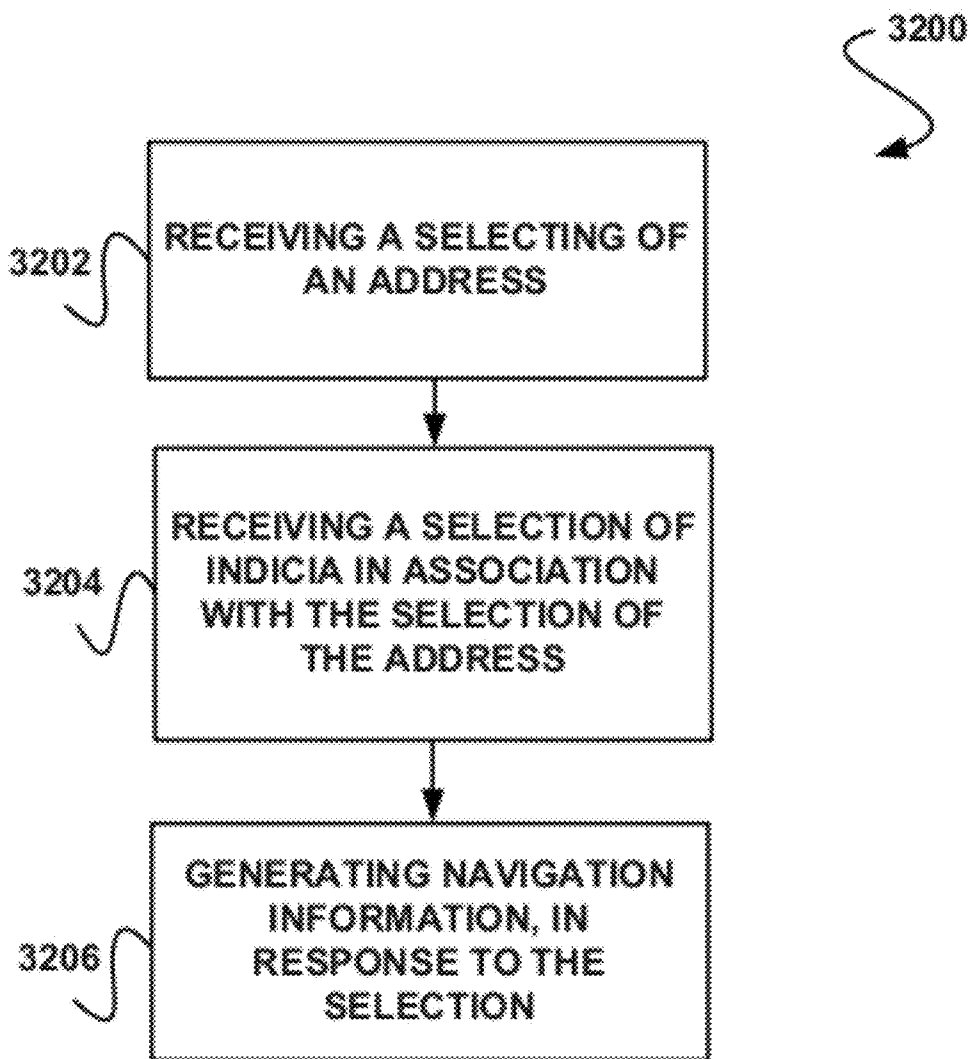 3200
RECEIVING A SELECTING OF
AN ADDRESS
3202
RECEIVING A SELECTION OF
INDICIA IN ASSOCIATION
WITH THE SELECTION OF
THE ADDRESS
3204
GENERATING NAVIGATION
INFORMATION, IN
RESPONSE TO THE
SELECTION
3206